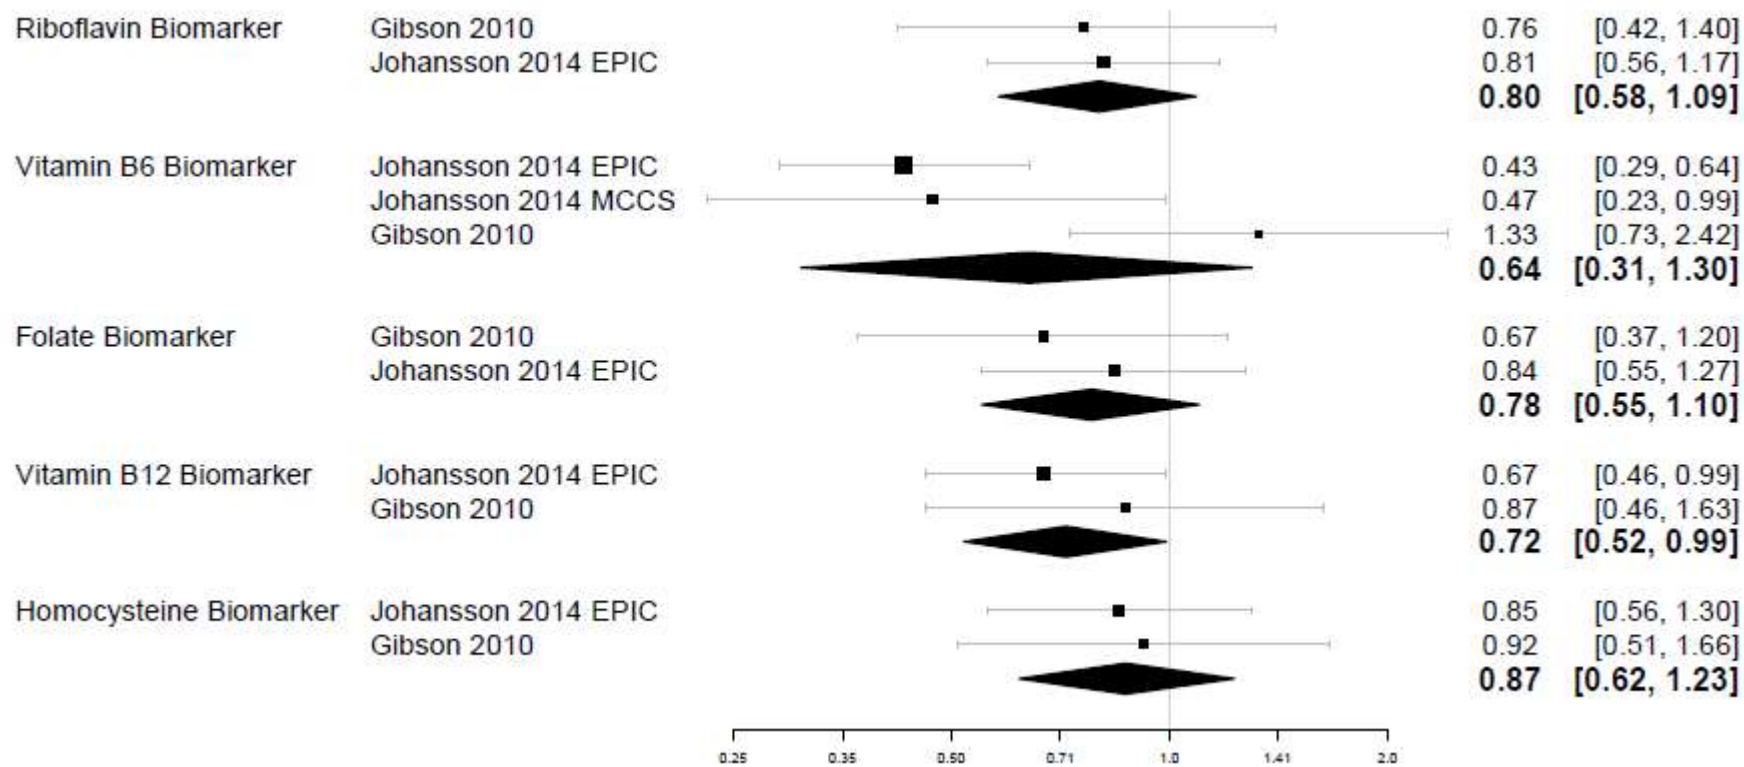 Riboflavin Biomarker Gibson 2010 0.76 [0.42, 1.40]
Johansson 2014 EPIC 0.81 [0.56, 1.17]
0.80 [0.58, 1.09]
Vitamin B6 Biomarker Johansson 2014 EPIC 0.43 [0.29, 0.64]
Johansson 2014 MCCS 0.47 [0.23, 0.99]
Gibson 2010 1.33 [0.73, 2.42]
0.64 [0.31, 1.30]
Folate Biomarker Gibson 2010 0.67 [0.37, 1.20]
Johansson 2014 EPIC 0.84 [0.55, 1.27]
0.78 [0.55, 1.10]
Vitamin B12 Biomarker Johansson 2014 EPIC 0.67 [0.46, 0.99]
Gibson 2010 0.87 [0.46, 1.63]
0.72 [0.52, 0.99]
Homocysteine Biomarker Johansson 2014 EPIC 0.85 [0.56, 1.30]
Gibson 2010 0.92 [0.51, 1.66]
0.87 [0.62, 1.23]
0.25 0.35 0.50 0.71 1.0 1.41 2.0